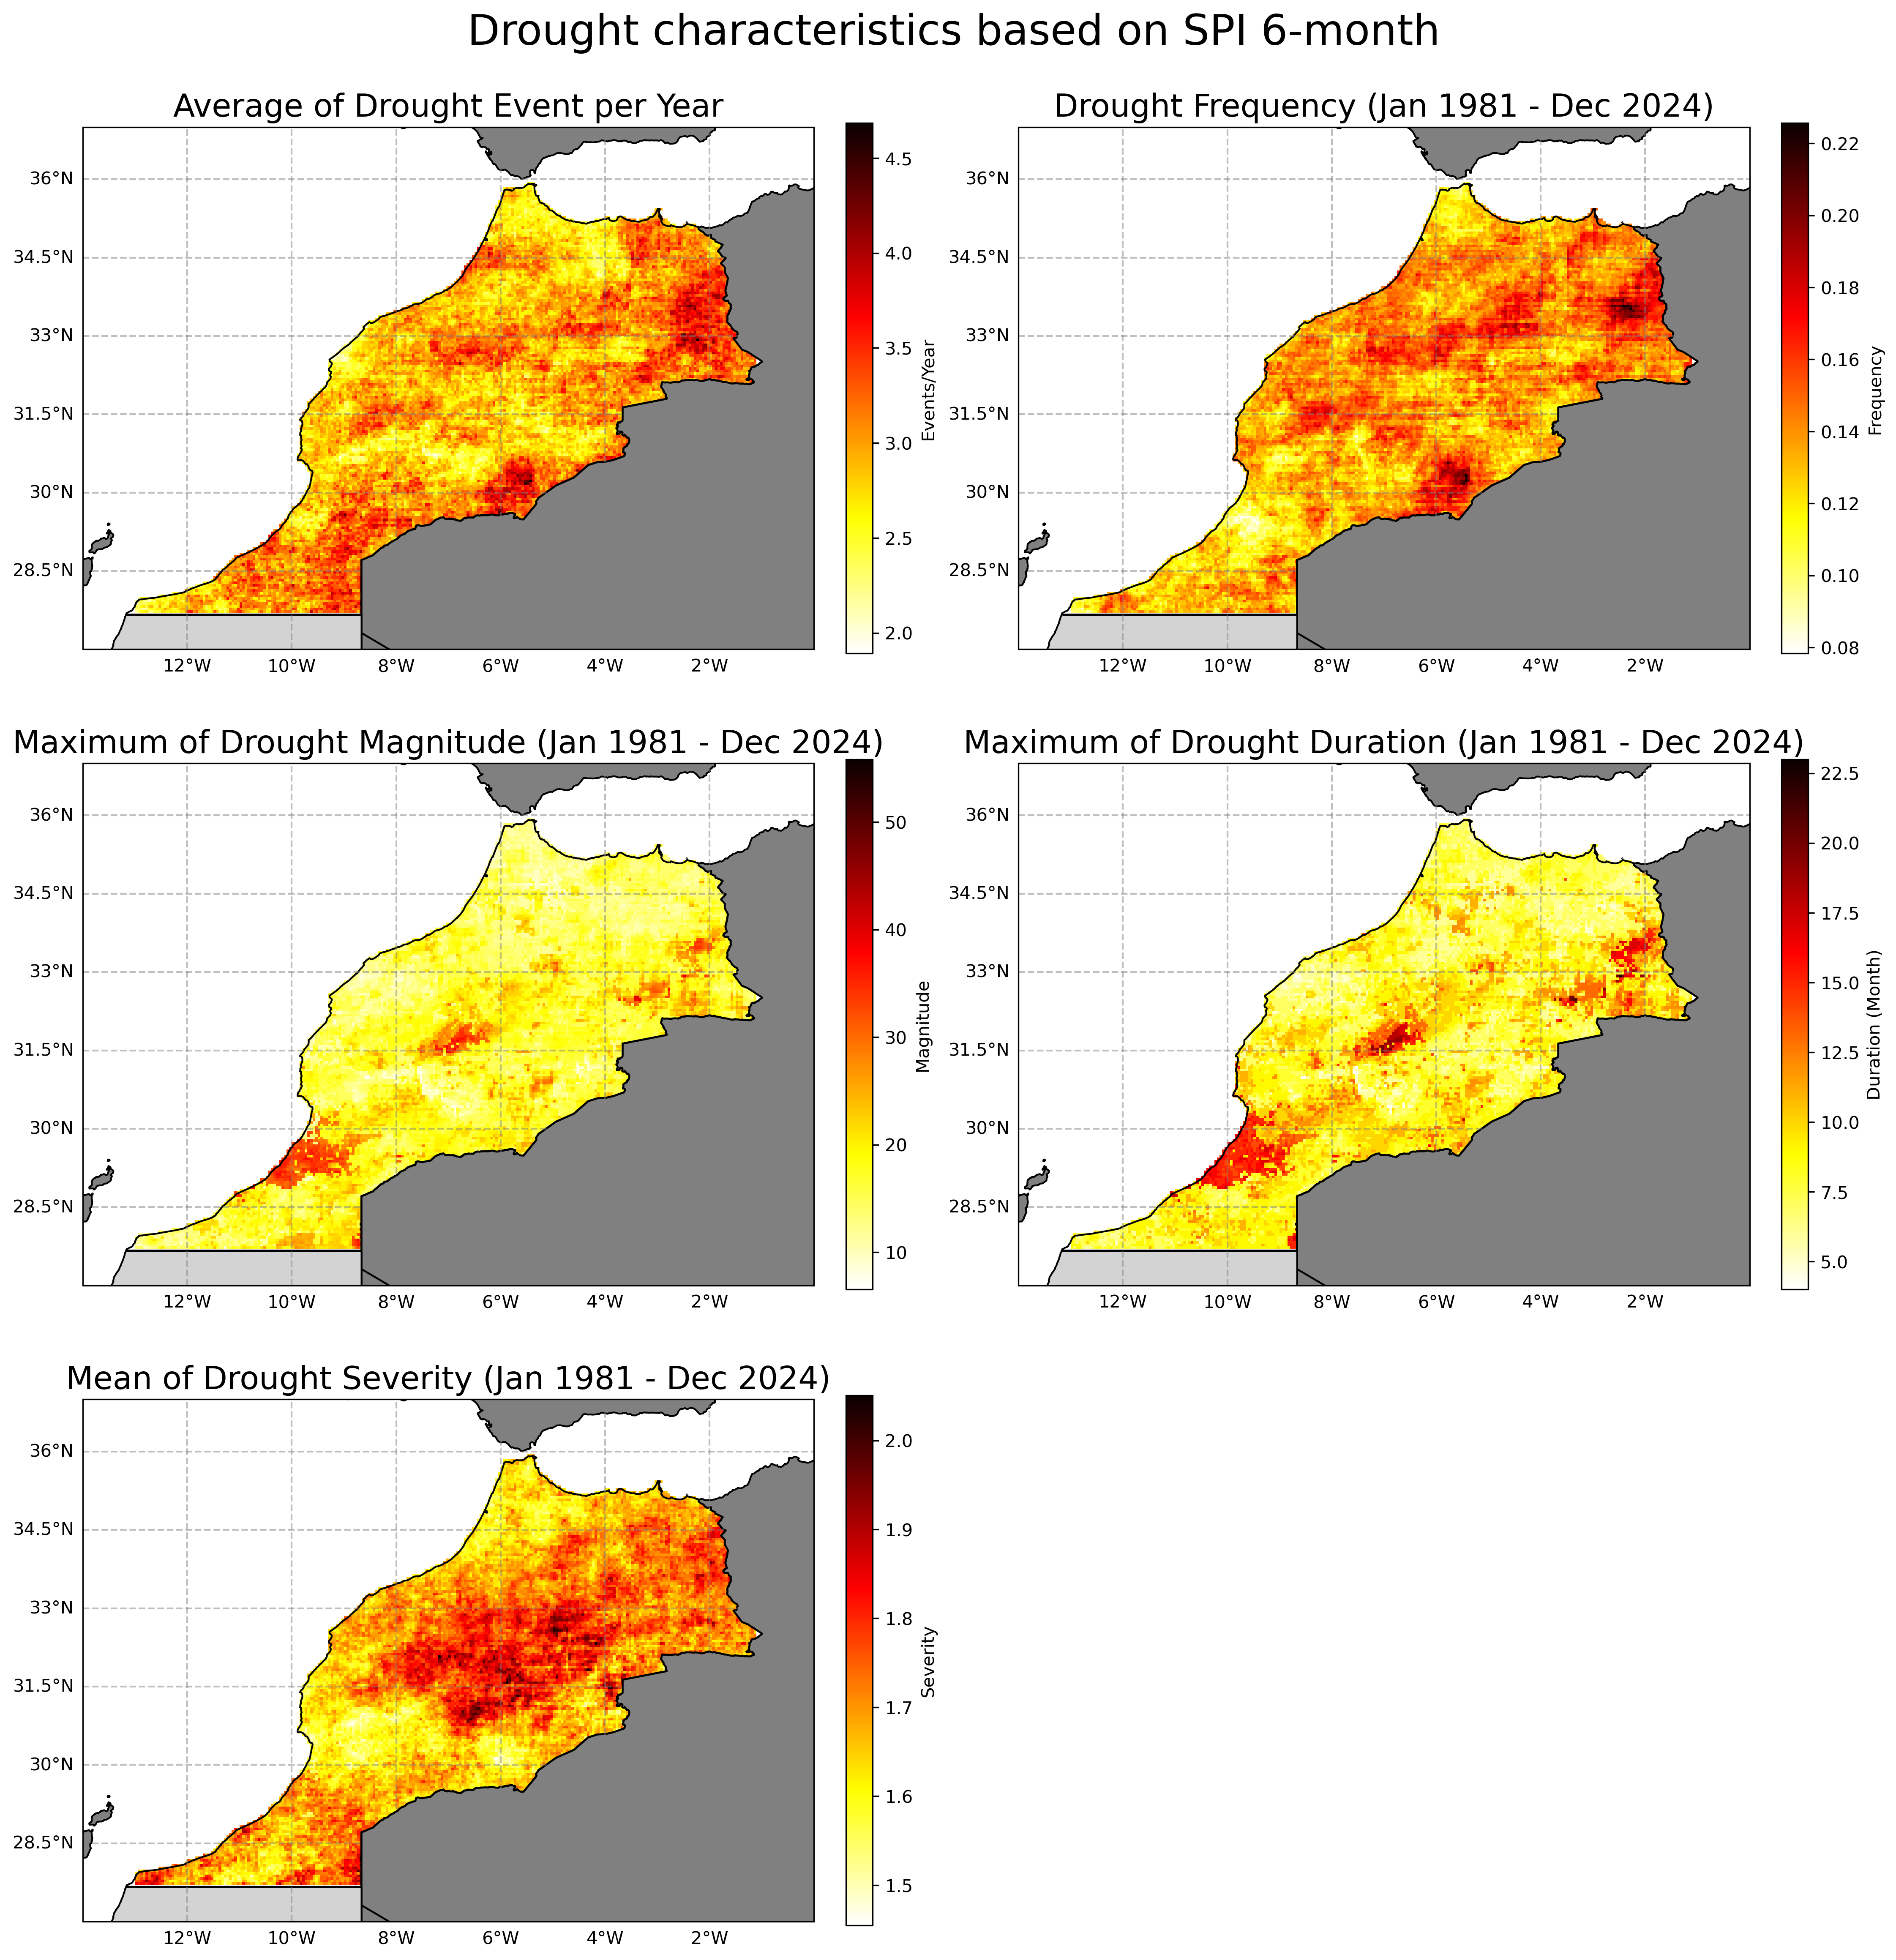 Drought characteristics based on SPI 6-month
Average of Drought Event per Year
36°N
34.5°N
33°N
31.5°N
30°N
28.5°N
12°W 10°W 8°W 6°W 4°W 2°W
4.5
4.0
3.5
3.0
2.5
2.0
Events/Year
Drought Frequency (Jan 1981 - Dec 2024)
36°N
34.5°N
33°N
31.5°N
30°N
28.5°N
12°W 10°W 8°W 6°W 4°W 2°W
0.22
0.20
0.18
0.16
0.14
0.12
0.10
0.08
Frequency
Maximum of Drought Magnitude (Jan 1981 - Dec 2024)
36°N
34.5°N
33°N
31.5°N
30°N
28.5°N
12°W 10°W 8°W 6°W 4°W 2°W
50
40
30
20
10
Magnitude
Maximum of Drought Duration (Jan 1981 - Dec 2024)
36°N
34.5°N
33°N
31.5°N
30°N
28.5°N
12°W 10°W 8°W 6°W 4°W 2°W
22.5
20.0
17.5
15.0
12.5
10.0
7.5
5.0
Duration (Month)
Mean of Drought Severity (Jan 1981 - Dec 2024)
36°N
34.5°N
33°N
31.5°N
30°N
28.5°N
12°W 10°W 8°W 6°W 4°W 2°W
2.0
1.9
1.8
1.7
1.6
1.5
Severity